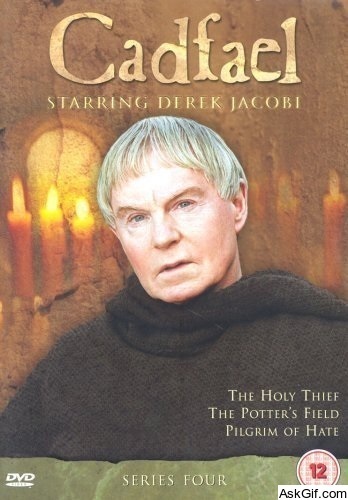 Cadfael
STARRING DEREK JACOBI
THE HOLY THIEF
THE POTTER'S FIELD
PILGRIM OF HATE
12
DVD
VIDEO
SERIES FOUR
AskGif.com